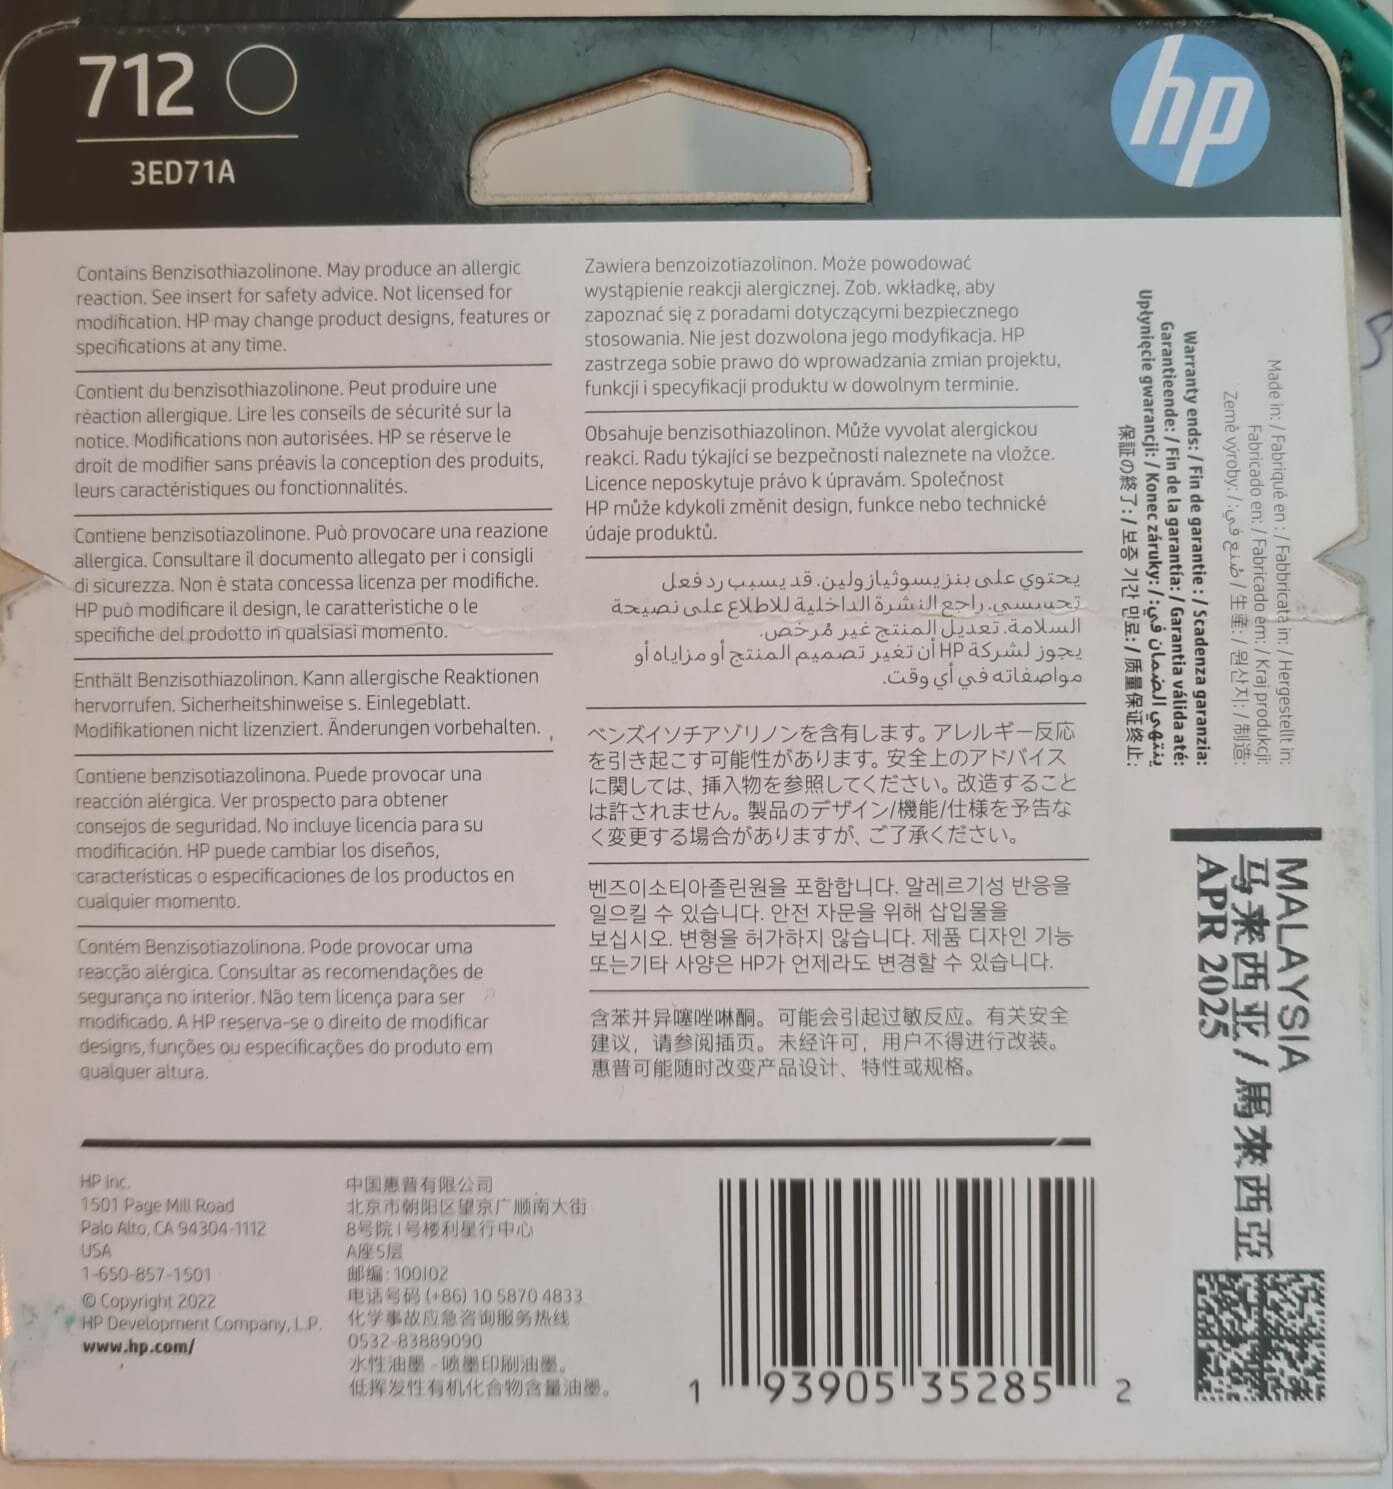 712
3ED71A
hp
Contains Benzisothiazolinone. May produce an allergic
reaction. See insert for safety advice. Not licensed for
modification. HP may change product designs, features or
specifications at any time.
Contient du benzisothiazolinone. Peut produire une
réaction allergique. Lire les conseils de sécurité sur la
notice. Modifications non autorisées. HP se réserve le
droit de modifier sans préavis la conception des produits,
leurs caractéristiques ou fonctionnalités.
Contiene benzisotiazolinone. Può provocare una reazione
allergica. Consultare il documento allegato per i consigli
di sicurezza. Non è stata concessa licenza per modifiche.
HP può modificare il design, le caratteristiche o le
specifiche del prodotto in qualsiasi momento.
Enthält Benzisothiazolinon. Kann allergische Reaktionen
hervorrufen. Sicherheitshinweise s. Einlegeblatt.
Modifikationen nicht lizenziert. Änderungen vorbehalten.
Contiene benzisotiazolinona. Puede provocar una
reacción alérgica. Ver prospecto para obtener
consejos de seguridad. No incluye licencia para su
modificación. HP puede cambiar los diseños,
características o especificaciones de los productos en
cualquier momento.
Contém Benzisotiazolinona. Pode provocar uma
reacção alérgica. Consultar as recomendações de
segurança no interior. Não tem licença para ser
modificado. A HP reserva-se o direito de modificar
designs, funções ou especificações do produto em
qualquer altura.
Zawiera benzoizotiazolinon. Może powodować
wystąpienie reakcji alergicznej. Zob. wkładkę, aby
zapoznać się z poradami dotyczącymi bezpiecznego
stosowania. Nie jest dozwolona jego modyfikacja. HP
zastrzega sobie prawo do wprowadzania zmian projektu,
funkcji i specyfikacji produktu w dowolnym terminie.
Obsahuje benzisothiazolinon. Může vyvolat alergickou
reakci. Radu týkající se bezpečnosti naleznete na vložce.
Licence neposkytuje právo k úpravám. Společnost
HP může kdykoli změnit design, funkce nebo technické
údaje produktů.
يحتوي على بنزيسوثيازولين. قد يسبب رد فعل
تحسسي. راجع النشرة الداخلية للاطلاع على نصيحة
السلامة. تعديل المنتج غير مُرخص.
يجوز لشركة HP أن تغير تصميم المنتج أو مزاياه أو
مواصفاته في أي وقت.
ベンズイソチアゾリノンを含有します。アレルギー反応
を引き起こす可能性があります。安全上のアドバイス
に関しては、挿入物を参照してください。改造すること
は許されません。製品のデザイン/機能/仕様を予告な
く変更する場合がありますが、ご了承ください。
벤즈이소티아졸린원을 포함합니다. 알레르기성 반응을
일으킬 수 있습니다. 안전 자문을 위해 삽입물을
보십시오. 변형을 허가하지 않습니다. 제품 디자인 기능
또는기타 사양은 HP가 언제라도 변경할 수 있습니다.
含苯并异噻唑啉酮。可能会引起过敏反应。有关安全
建议，请参阅插页。未经许可，用户不得进行改装。
惠普可能随时改变产品设计、特性或规格。
Made in: / Fabriqué en : / Fabbricata in: / Hergestellt in:
Fabricado en: / Fabricado em: / Kraj produkcji:
Země výroby: / صُنع في: / 生産: / 원산지: / 制造:
Warranty ends: / Fin de garantie : / Scadenza garanzia:
Garantieende: / Fin de la garantía: / Garantia válida até:
Upłynięcie gwarancji: / Konec záruky: / ينتهي الضمان في:
保証の終了: / 보증 기간 만료: / 质量保证终止:
MALAYSIA
马来西亚 / 馬來西亞
APR 2025
HP Inc.
1501 Page Mill Road
Palo Alto, CA 94304-1112
USA
1-650-857-1501
© Copyright 2022
HP Development Company, L.P.
www.hp.com/
中国惠普有限公司
北京市朝阳区望京广顺南大街
8号院1号楼利星行中心
A座5层
邮编: 100102
电话号码 (+86) 10 5870 4833
化学事故应急咨询服务热线
0532-83889090
水性油墨 - 喷墨印刷油墨。
低挥发性有机化合物含量油墨。
1 93905 35285 2